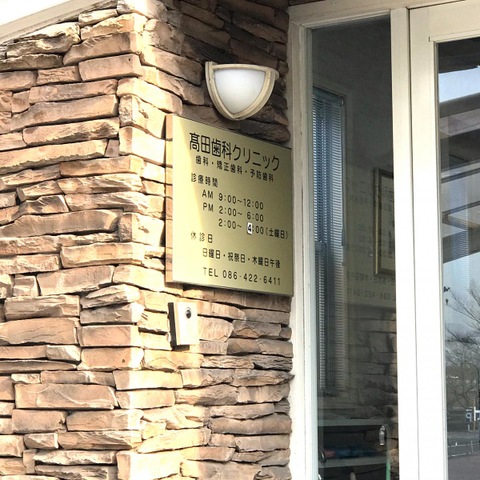 髙田歯科クリニック
歯科・矯正歯科・予防歯科
診療時間
AM 9:00〜12:00
PM 2:00〜 6:00
2:00〜 4:00(土曜日)
休診日
日曜日・祝祭日・木曜日午後
TEL 086-422-6411